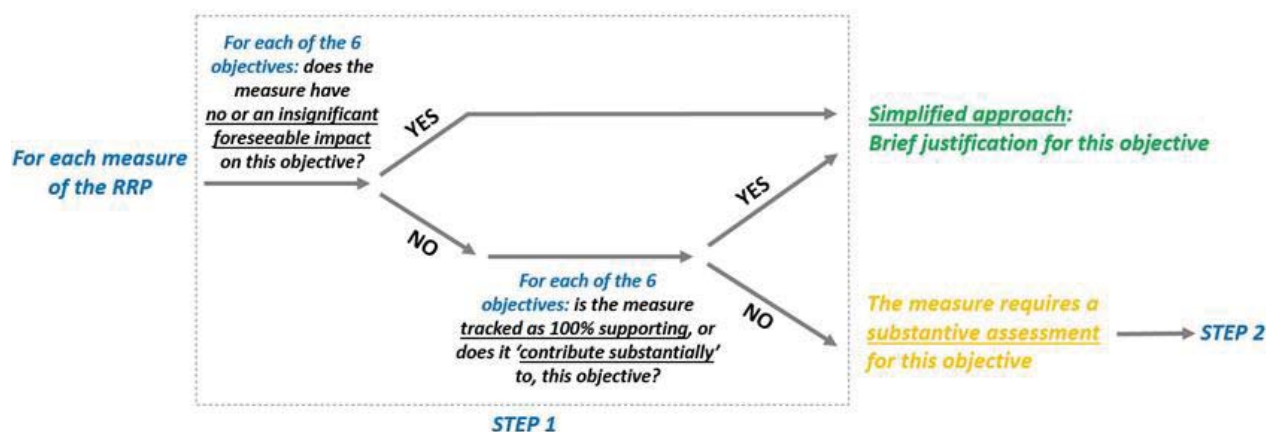 For each measure
of the RRP
For each of the 6
objectives: does the
measure have
no or an insignificant
foreseeable impact
on this objective?
YES
NO
For each of the 6
objectives: is the measure
tracked as 100% supporting, or
does it ‘contribute substantially’
to, this objective?
YES
NO
Simplified approach:
Brief justification for this objective
The measure requires a
substantive assessment
for this objective
STEP 2
STEP 1